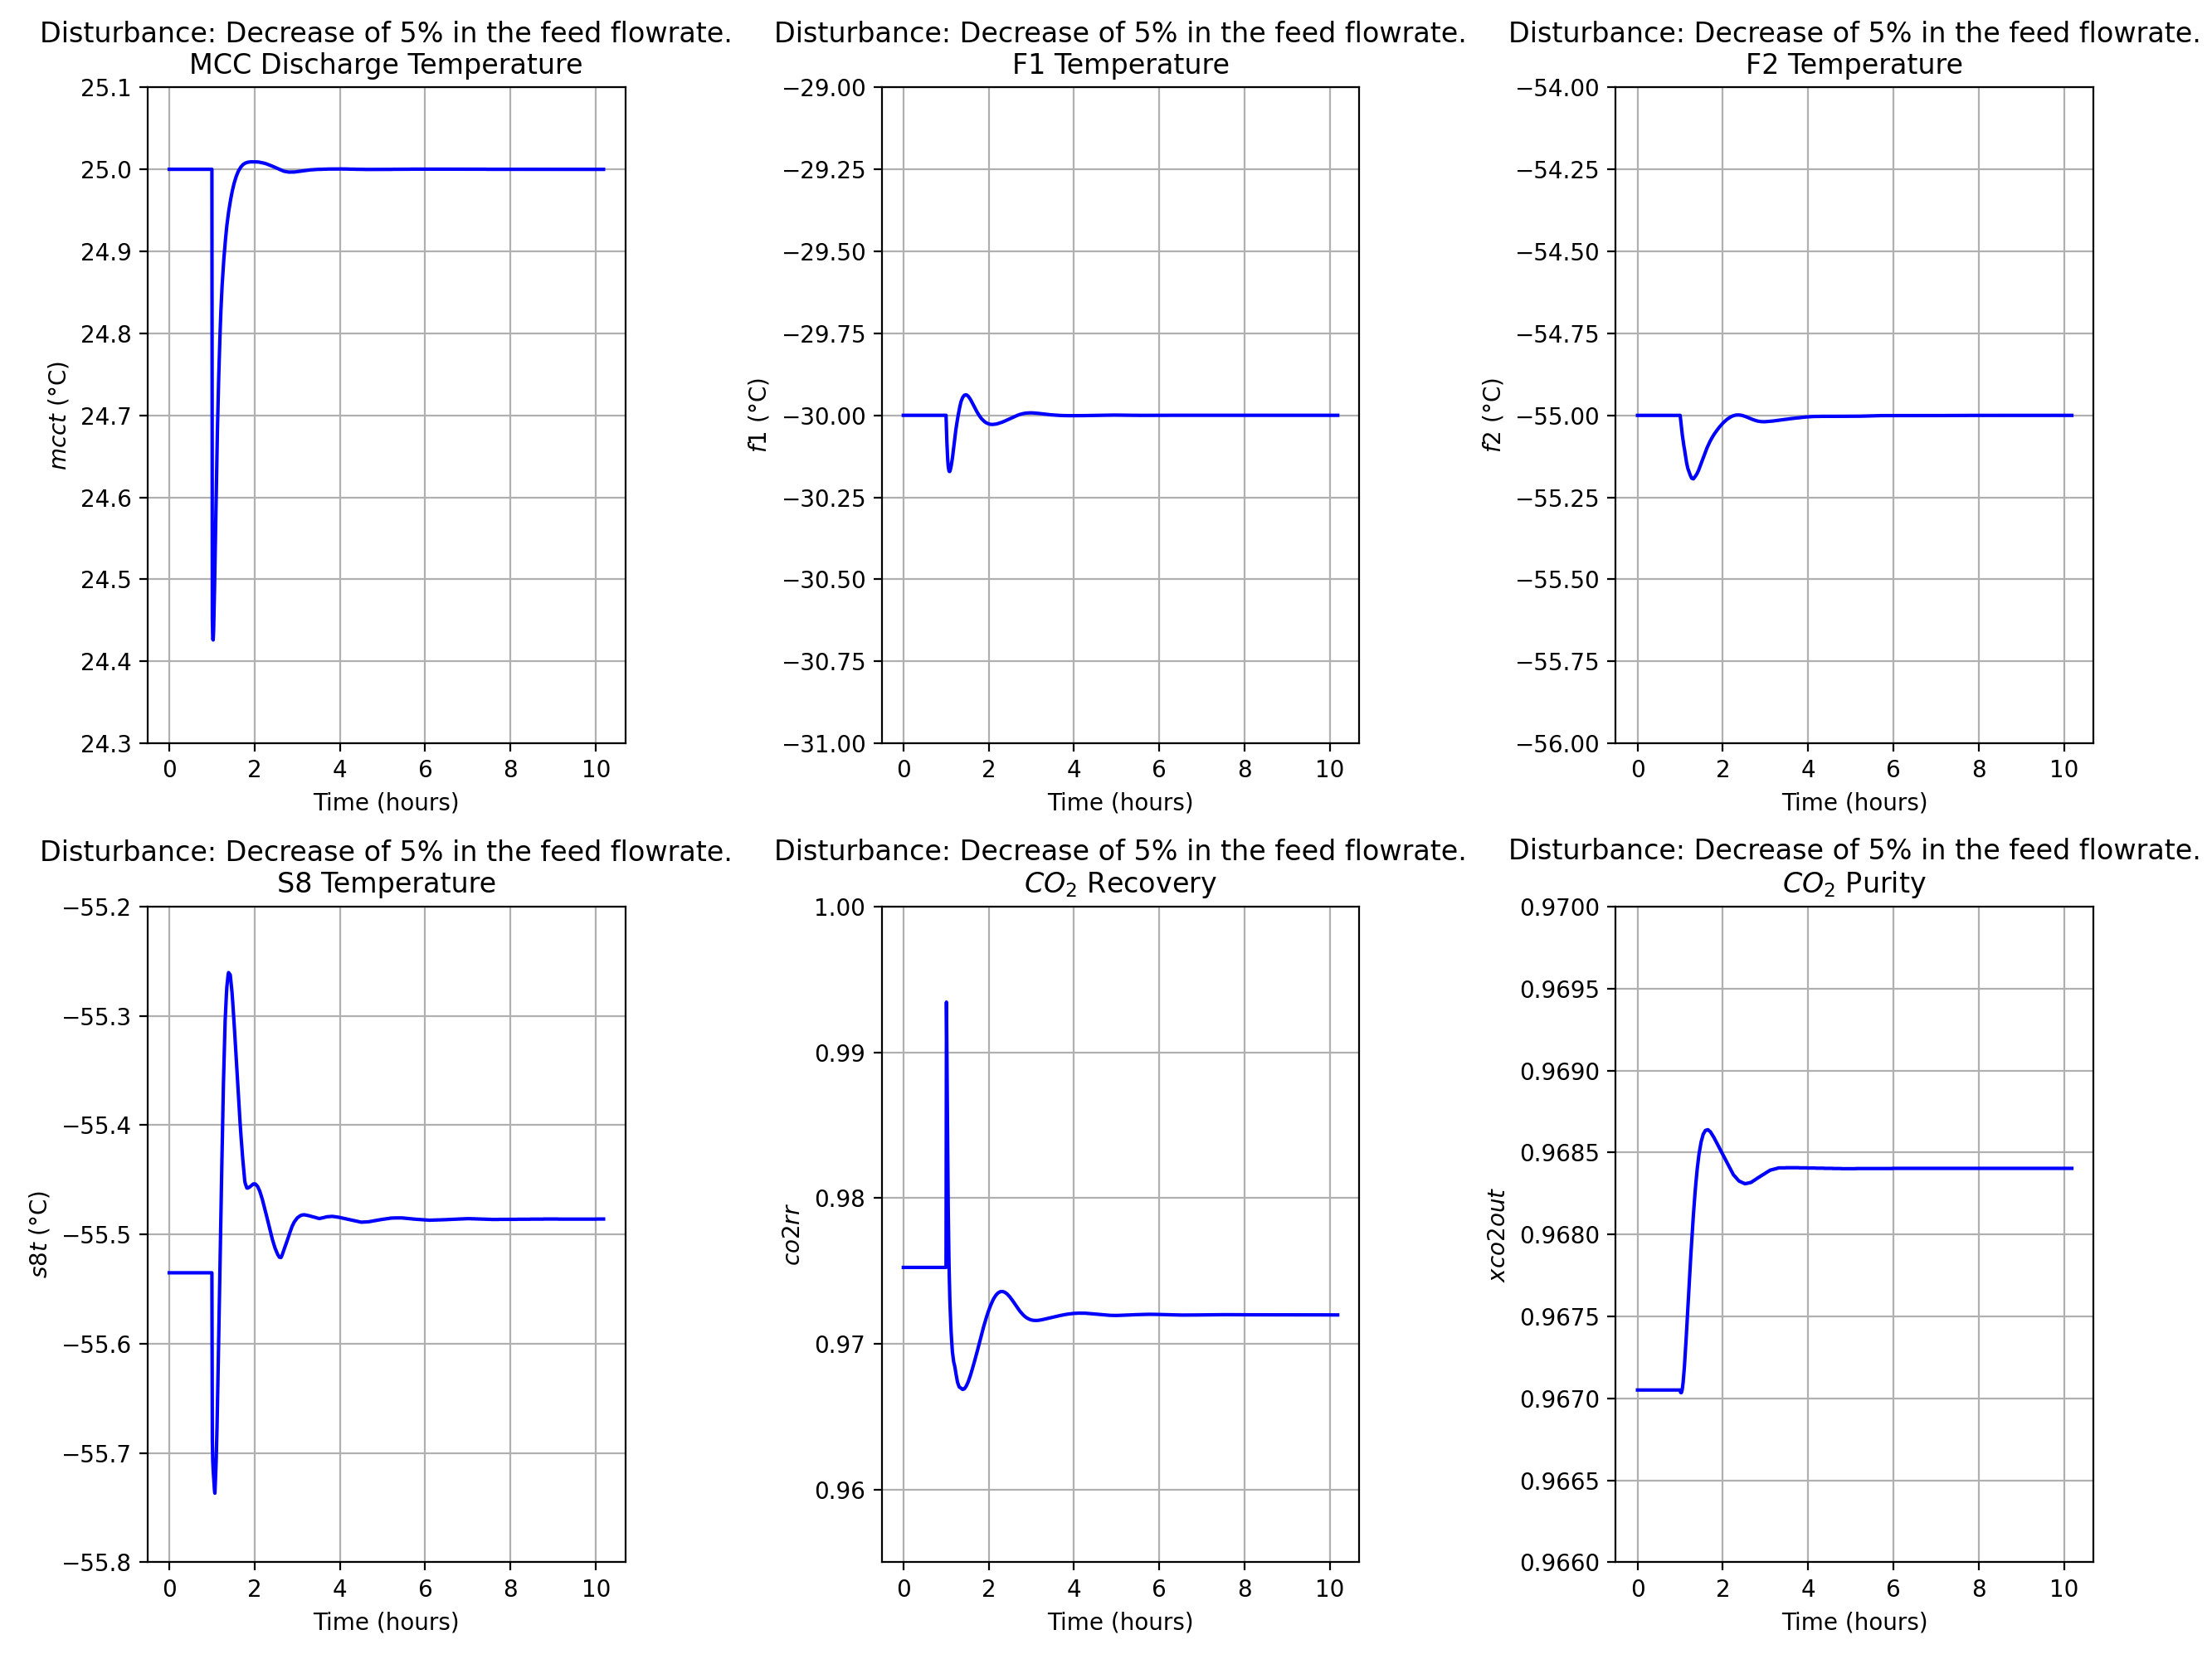 Disturbance: Decrease of 5% in the feed flowrate.
MCC Discharge Temperature
25.1
25.0
24.9
24.8
24.7
24.6
24.5
24.4
24.3
mcct (°C)
0 2 4 6 8 10
Time (hours)
Disturbance: Decrease of 5% in the feed flowrate.
F1 Temperature
−29.00
−29.25
−29.50
−29.75
−30.00
−30.25
−30.50
−30.75
−31.00
f1 (°C)
0 2 4 6 8 10
Time (hours)
Disturbance: Decrease of 5% in the feed flowrate.
F2 Temperature
−54.00
−54.25
−54.50
−54.75
−55.00
−55.25
−55.50
−55.75
−56.00
f2 (°C)
0 2 4 6 8 10
Time (hours)
Disturbance: Decrease of 5% in the feed flowrate.
S8 Temperature
−55.2
−55.3
−55.4
−55.5
−55.6
−55.7
−55.8
s8t (°C)
0 2 4 6 8 10
Time (hours)
Disturbance: Decrease of 5% in the feed flowrate.
CO₂ Recovery
1.00
0.99
0.98
0.97
0.96
co2rr
0 2 4 6 8 10
Time (hours)
Disturbance: Decrease of 5% in the feed flowrate.
CO₂ Purity
0.9700
0.9695
0.9690
0.9685
0.9680
0.9675
0.9670
0.9665
0.9660
xco2out
0 2 4 6 8 10
Time (hours)